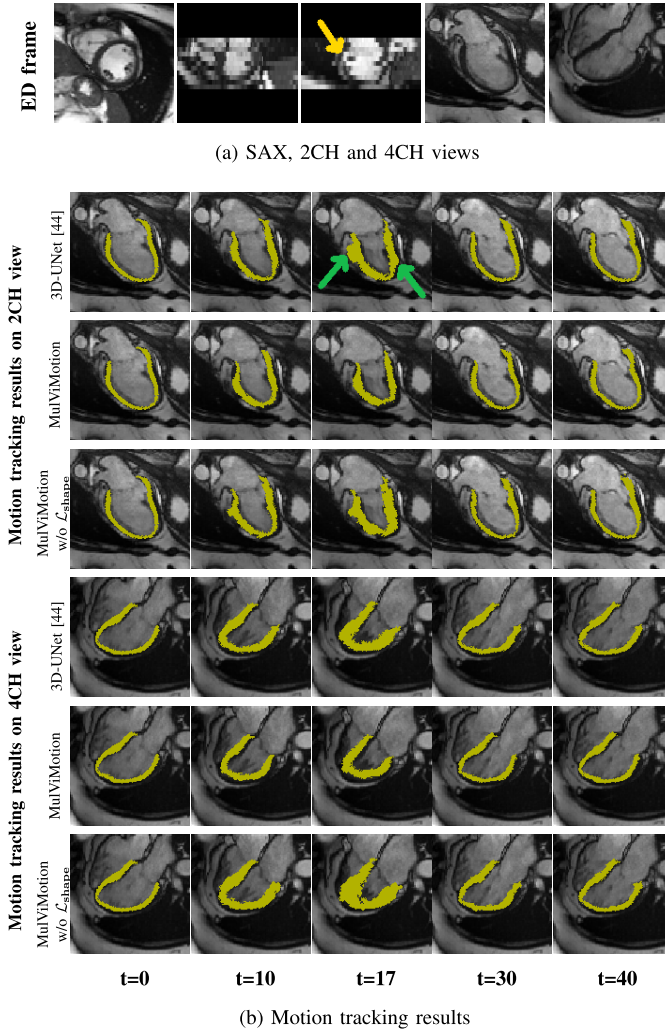 ED frame
(a) SAX, 2CH and 4CH views
Motion tracking results on 2CH view
3D-UNet [44]
MulViMotion
MulViMotion
w/o ℒshape
Motion tracking results on 4CH view
3D-UNet [44]
MulViMotion
MulViMotion
w/o ℒshape
t=0 t=10 t=17 t=30 t=40
(b) Motion tracking results